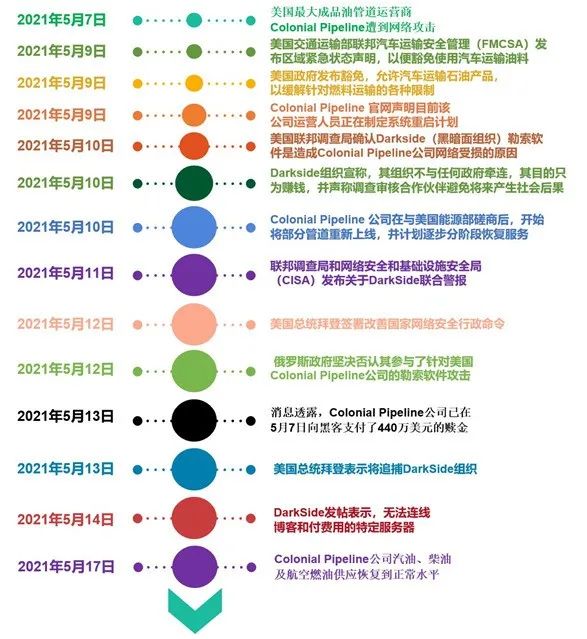 2021年5月7日
美国最大成品油管道运营商
Colonial Pipeline遭到网络攻击
2021年5月9日
美国交通运输部联邦汽车运输安全管理（FMCSA）发
布区域紧急状态声明，以便豁免使用汽车运输油料
2021年5月9日
美国政府发布豁免，允许汽车运输石油产品，
以缓解针对燃料运输的各种限制
2021年5月9日
Colonial Pipeline 官网声明目前该
公司运营人员正在制定系统重启计划
2021年5月10日
美国联邦调查局确认Darkside（黑暗面组织）勒索软
件是造成Colonial Pipeline公司网络受损的原因
2021年5月10日
Darkside组织宣称，其组织不与任何政府牵连，其目的只
为赚钱，并声称调查审核合作伙伴避免将来产生社会后果
2021年5月10日
Colonial Pipeline 公司在与美国能源部磋商后，开始
将部分管道重新上线，并计划逐步分阶段恢复服务
2021年5月11日
联邦调查局和网络安全和基础设施安全局
（CISA）发布关于DarkSide联合警报
2021年5月12日
美国总统拜登签署改善国家网络安全行政命令
2021年5月12日
俄罗斯政府坚决否认其参与了针对美国
Colonial Pipeline公司的勒索软件攻击
2021年5月13日
消息透露，Colonial Pipeline公司已在
5月7日向黑客支付了440万美元的赎金
2021年5月13日
美国总统拜登表示将追捕DarkSide组织
2021年5月14日
DarkSide发帖表示，无法连线
博客和付费用的特定服务器
2021年5月17日
Colonial Pipeline公司汽油、柴油
及航空燃油供应恢复到正常水平